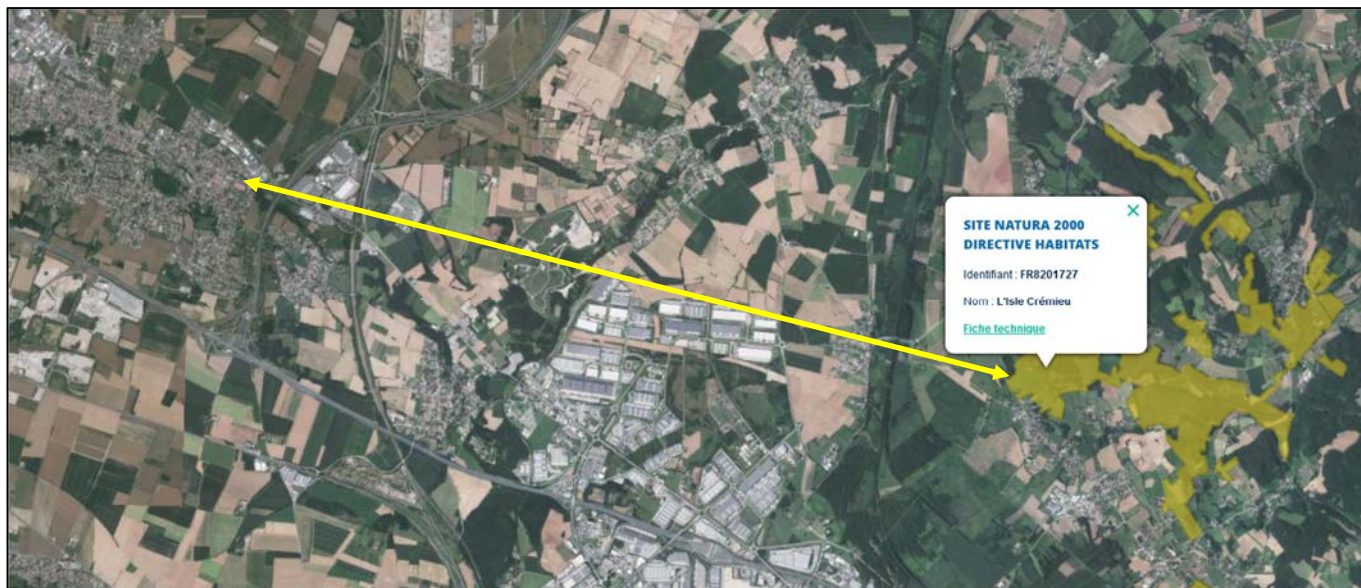 SITE NATURA 2000
DIRECTIVE HABITATS
Identifiant : FR8201727
Nom : L'Isle Crémieu
Fiche technique